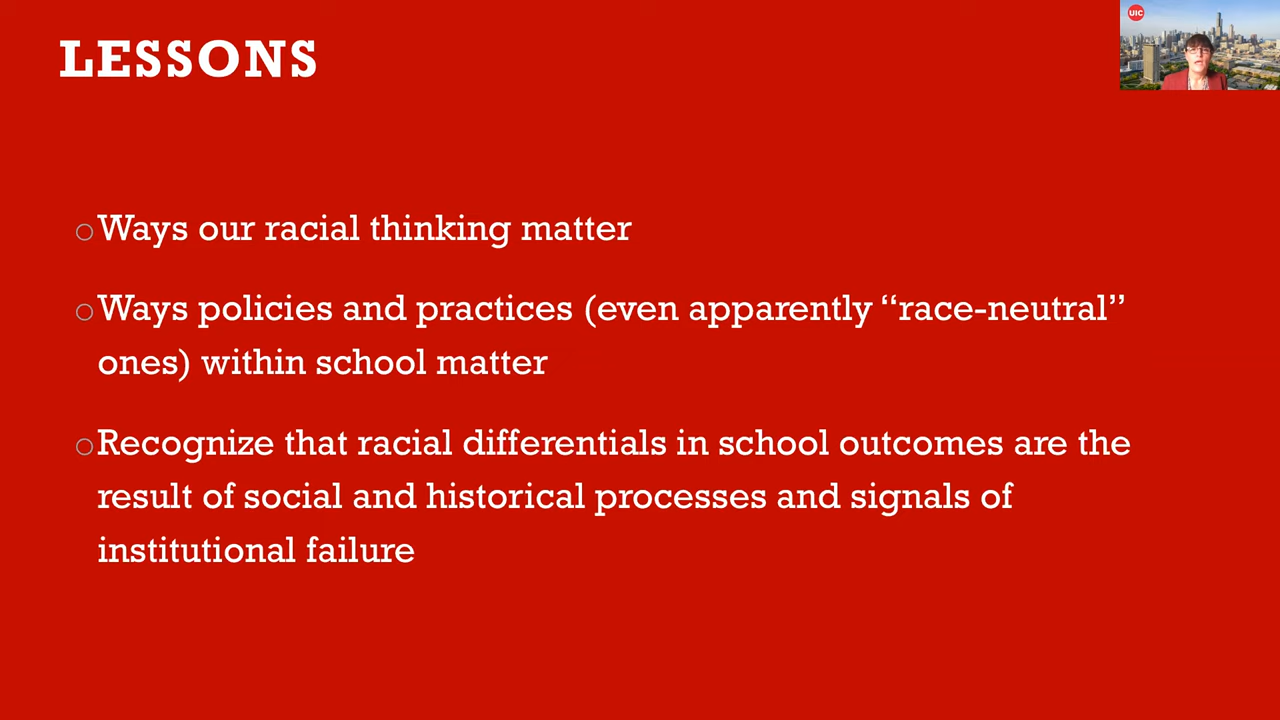 LESSONS
UIC
○Ways our racial thinking matter
○Ways policies and practices (even apparently “race-neutral”
ones) within school matter
○Recognize that racial differentials in school outcomes are the
result of social and historical processes and signals of
institutional failure